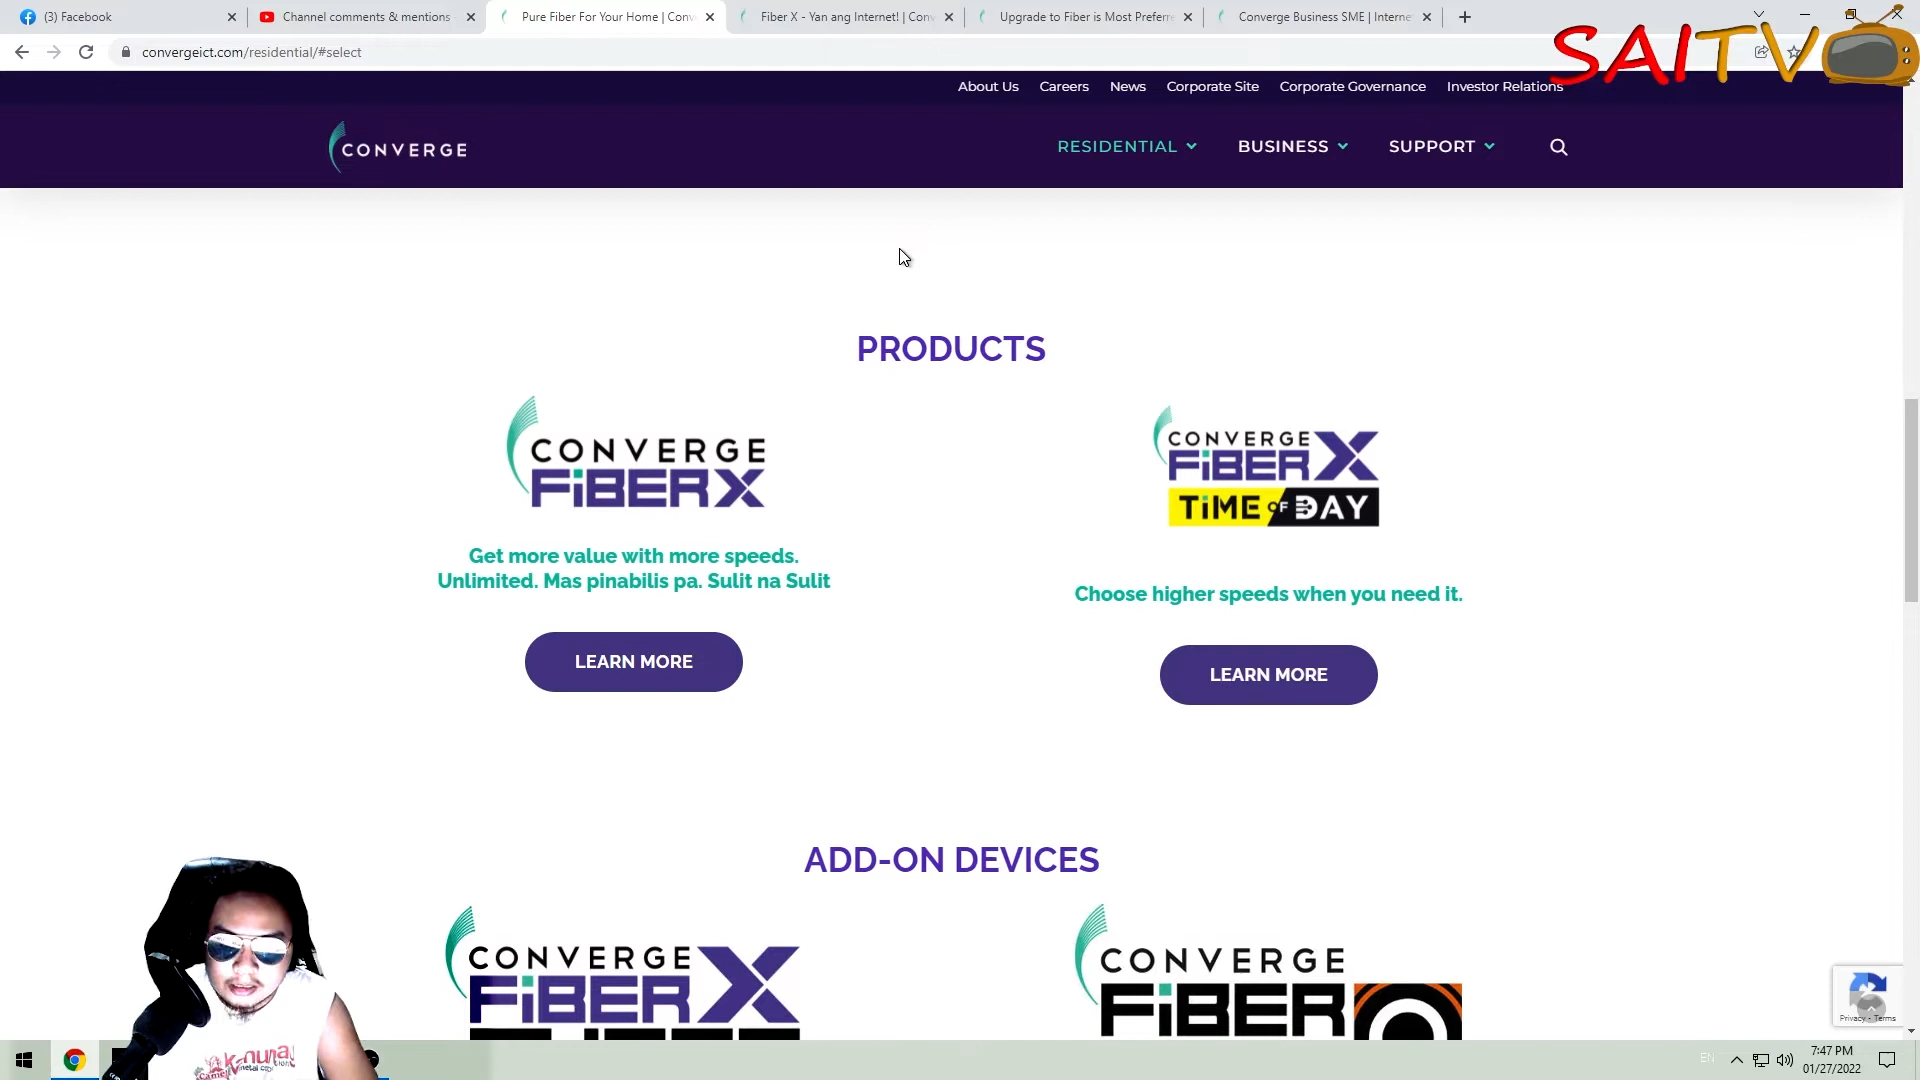 (3) Facebook
Channel comments & mentions
Pure Fiber For Your Home | Conv
Fiber X - Yan ang Internet! | Conv
Upgrade to Fiber is Most Preferre
Converge Business SME | Interne
convergeict.com/residential/#select
SAITV
About Us Careers News Corporate Site Corporate Governance Investor Relations
CONVERGE
RESIDENTIAL BUSINESS SUPPORT
PRODUCTS
CONVERGE
FiBER X
Get more value with more speeds.
Unlimited. Mas pinabilis pa. Sulit na Sulit
LEARN MORE
CONVERGE
FiBER X
TiME OF DAY
Choose higher speeds when you need it.
LEARN MORE
ADD-ON DEVICES
CONVERGE
FiBER X
CONVERGE
FiBER
Privacy - Terms
EN
7:47 PM
01/27/2022